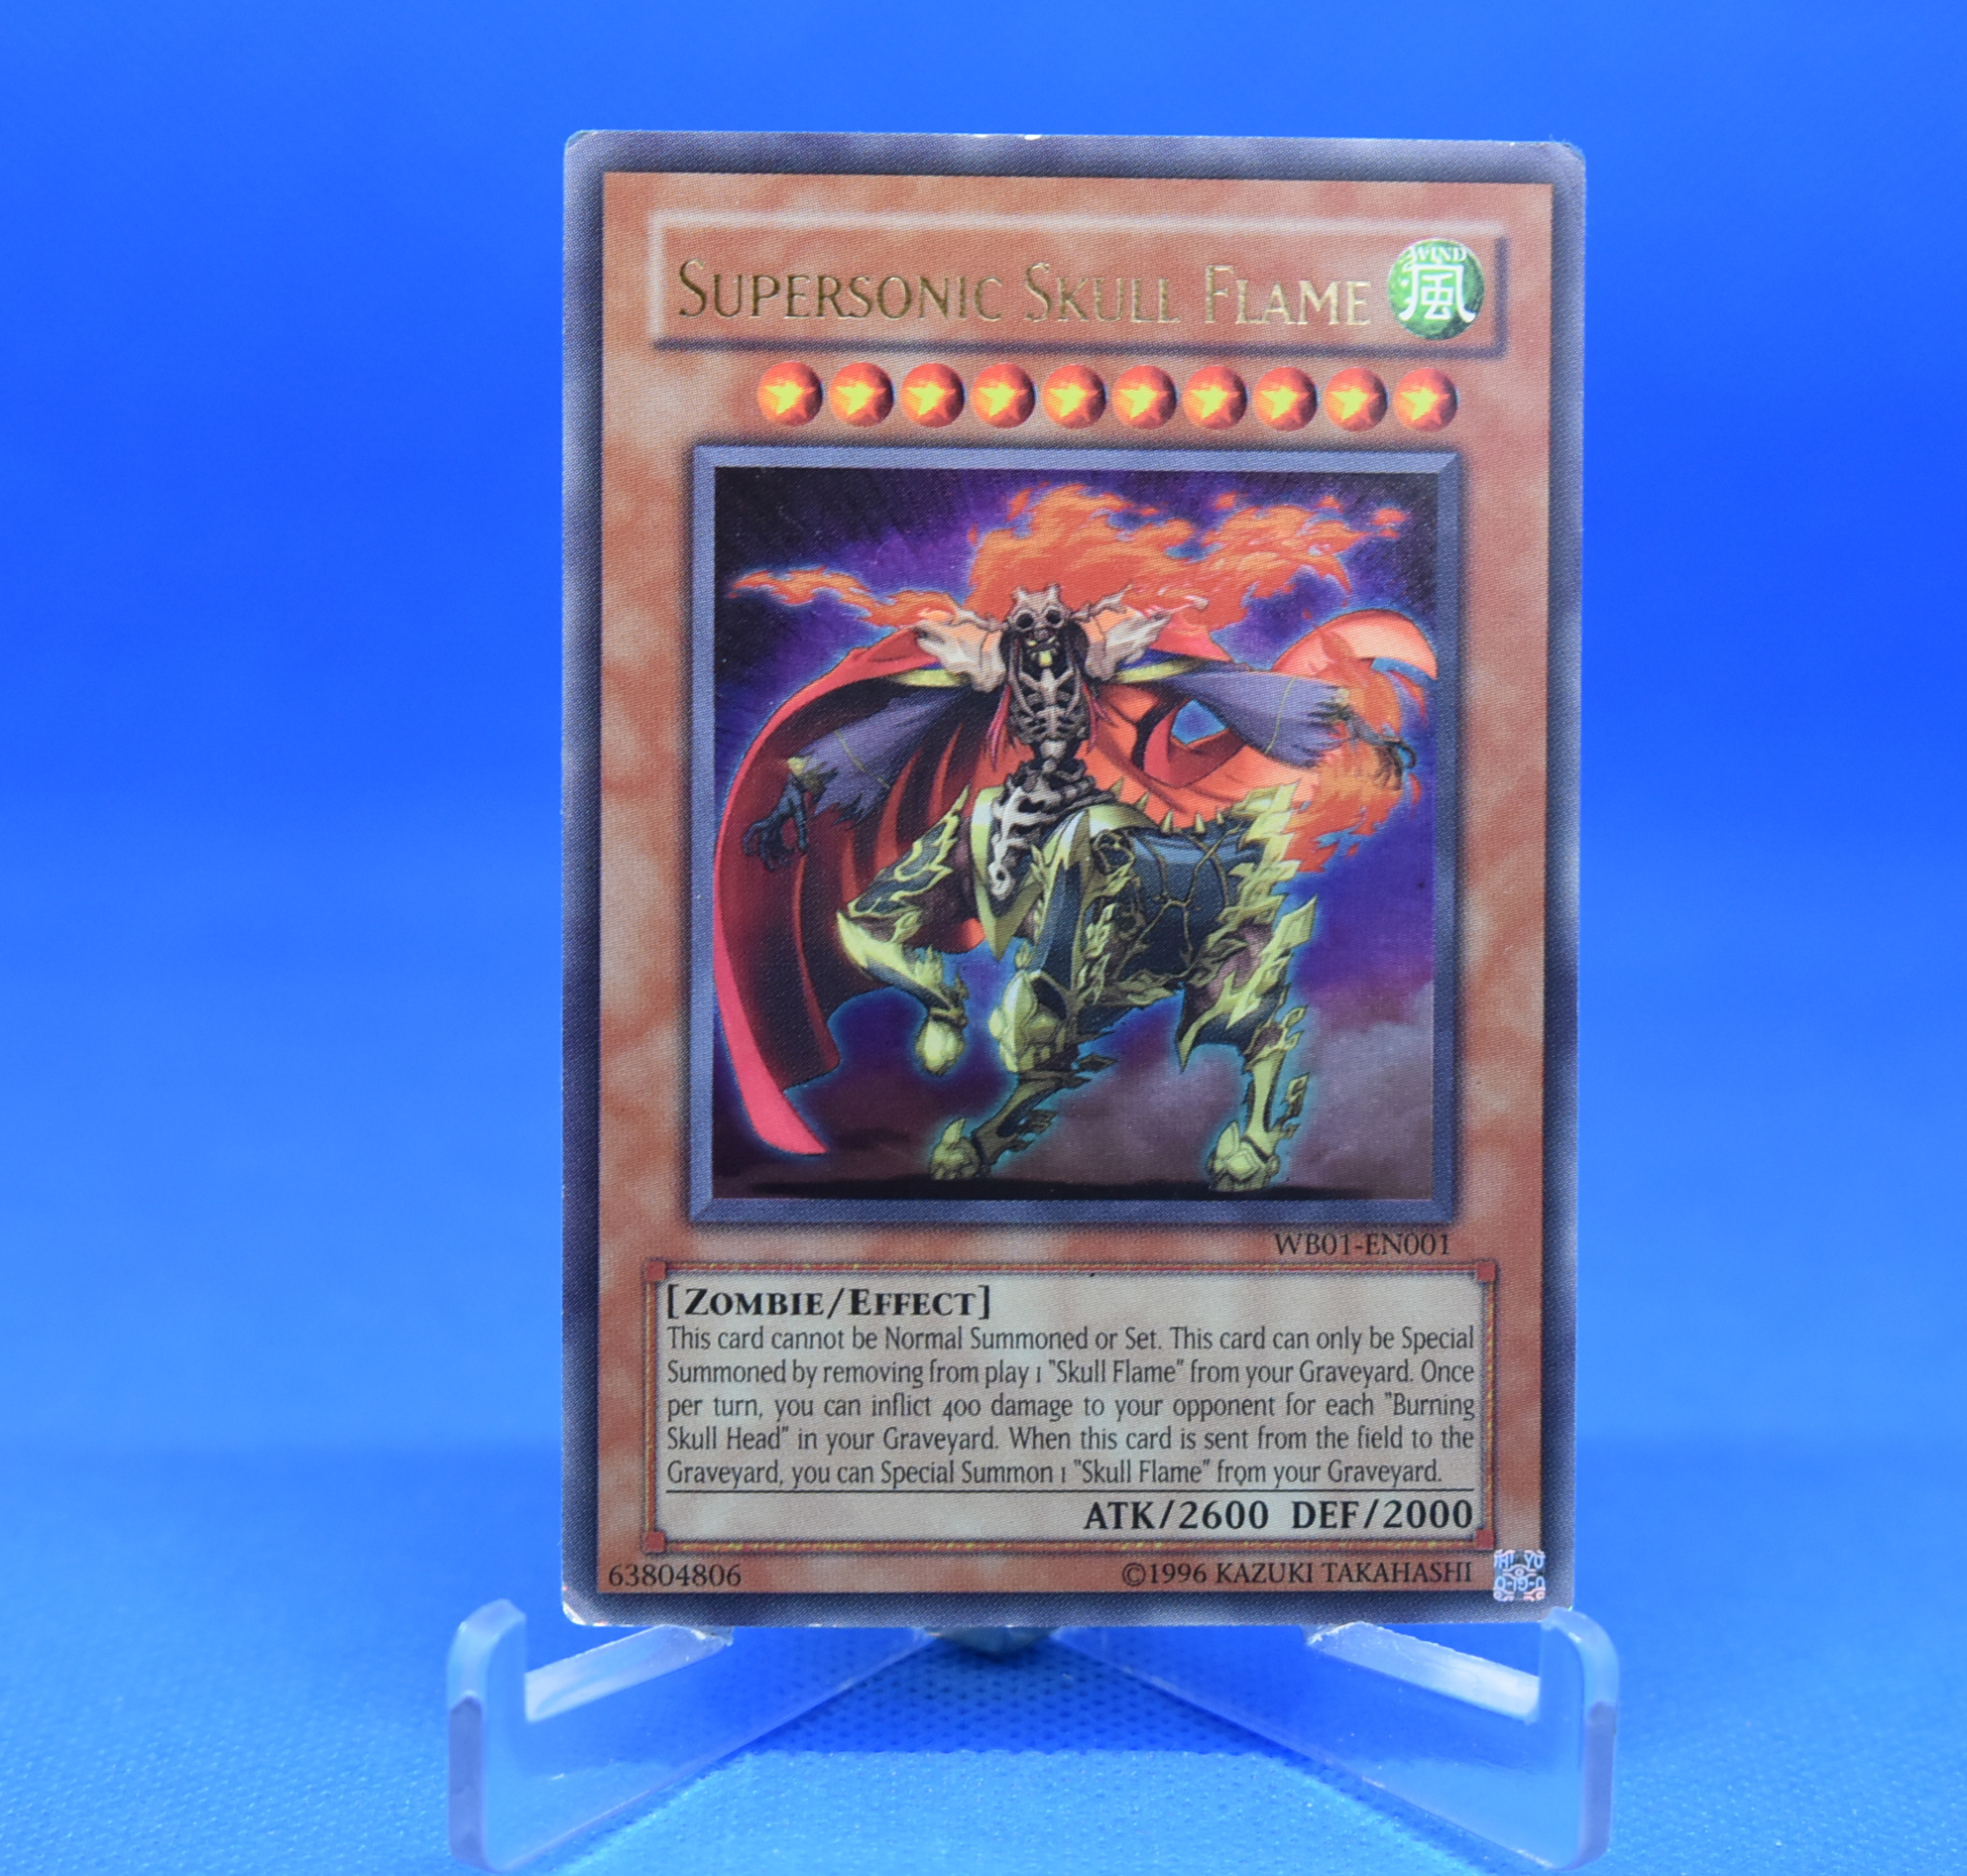 SUPERSONIC SKULL FLAME
WIND
風
WB01-EN001
[ZOMBIE/EFFECT]
This card cannot be Normal Summoned or Set. This card can only be Special
Summoned by removing from play 1 "Skull Flame" from your Graveyard. Once
per turn, you can inflict 400 damage to your opponent for each "Burning
Skull Head" in your Graveyard. When this card is sent from the field to the
Graveyard, you can Special Summon 1 "Skull Flame" from your Graveyard.
ATK/2600 DEF/2000
63804806
©1996 KAZUKI TAKAHASHI